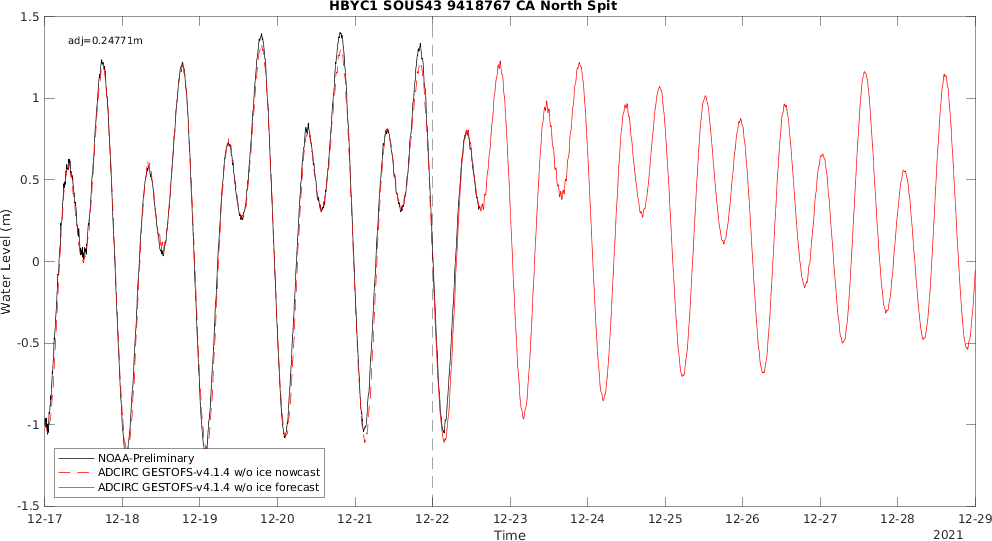 HBYC1 SOUS43 9418767 CA North Spit
adj=0.24771m
Water Level (m)
1.5
1
0.5
0
-0.5
-1
-1.5
NOAA-Preliminary
ADCIRC GESTOFS-v4.1.4 w/o ice nowcast
ADCIRC GESTOFS-v4.1.4 w/o ice forecast
12-17 12-18 12-19 12-20 12-21 12-22 12-23 12-24 12-25 12-26 12-27 12-28 12-29
Time
2021